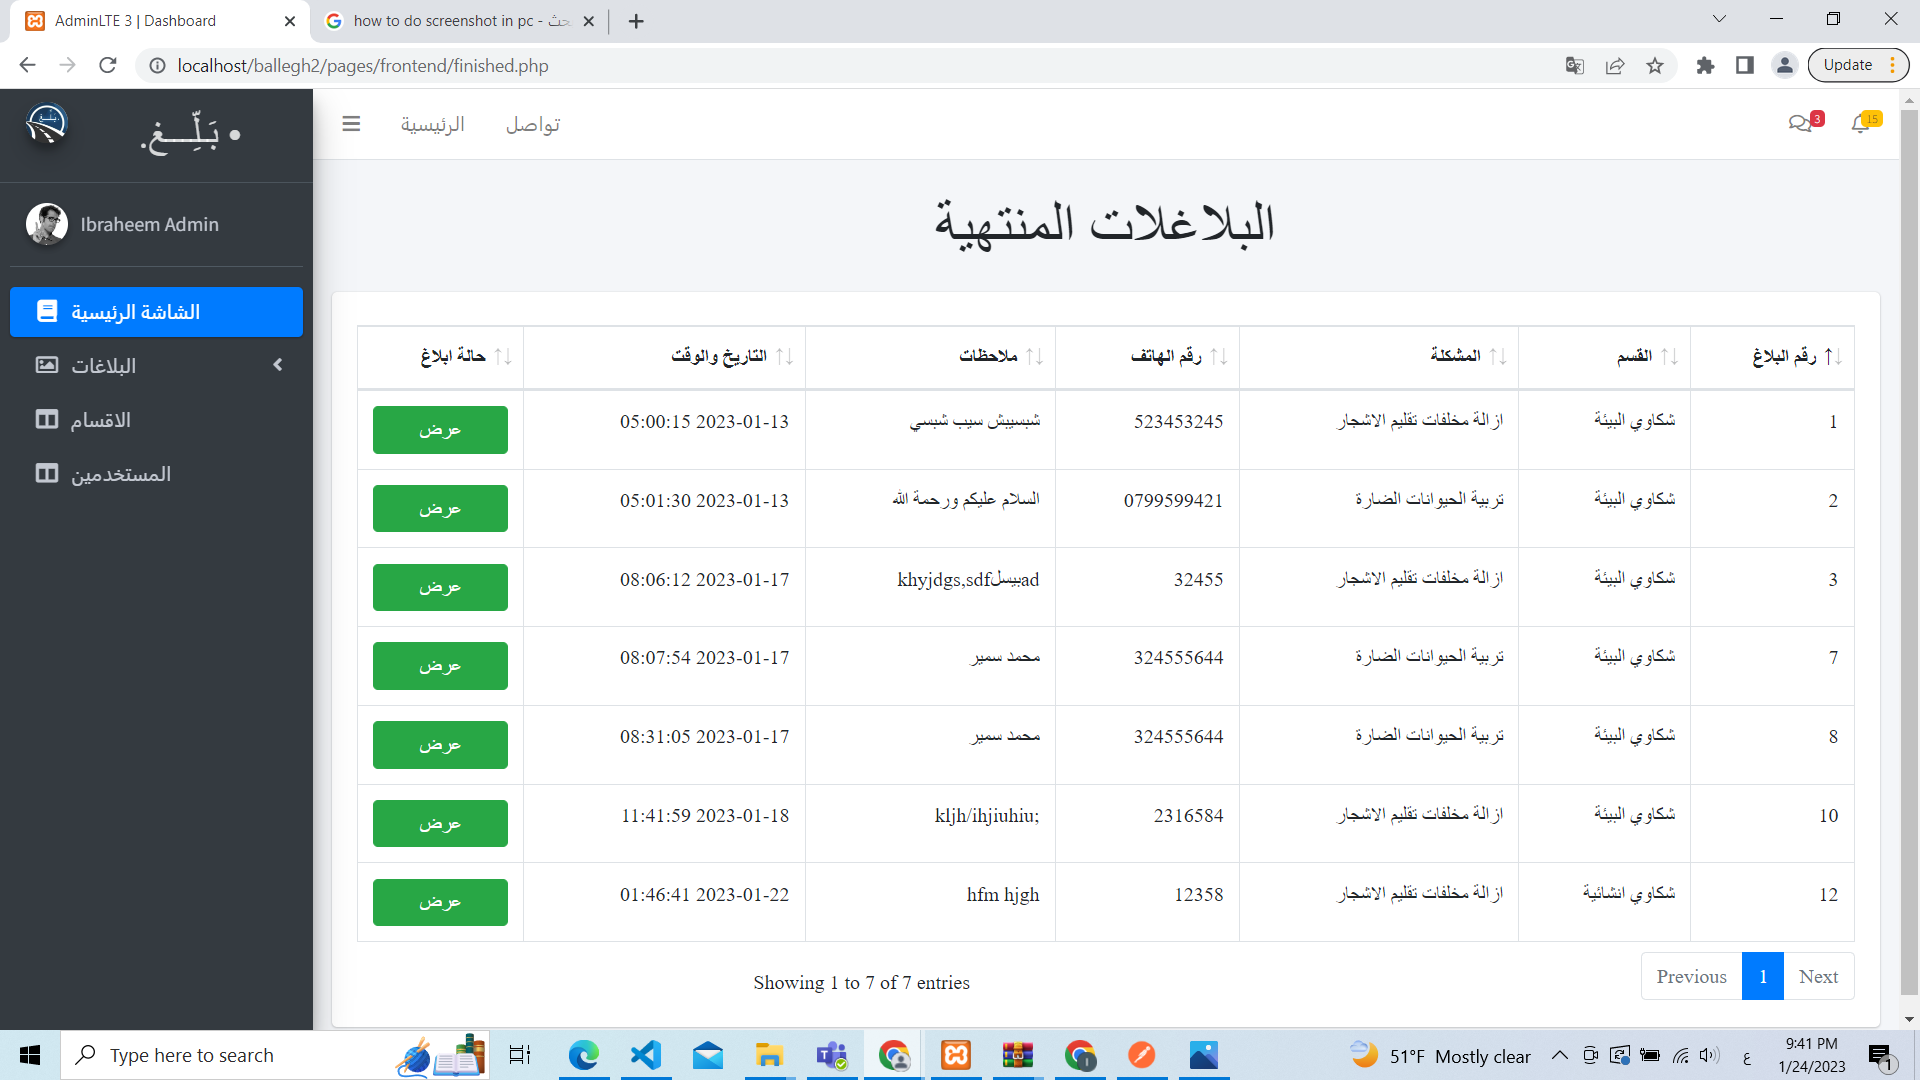 AdminLTE 3 | Dashboard
how to do screenshot in pc - بحث
localhost/ballegh2/pages/frontend/finished.php
Update
• بَلِّـــغ.
الرئيسية
تواصل
3
15
Ibraheem Admin
الشاشة الرئيسية
البلاغات
الاقسام
المستخدمين
البلاغلات المنتهية
رقم البلاغ القسم المشكلة رقم الهاتف ملاحظات التاريخ والوقت حالة ابلاغ
1 شكاوي البيئة ازالة مخلفات تقليم الاشجار 523453245 شبسيبش سيب شبسي 2023-01-13 05:00:15 عرض
2 شكاوي البيئة تربية الحيوانات الضارة 0799599421 السلام عليكم ورحمة الله 2023-01-13 05:01:30 عرض
3 شكاوي البيئة ازالة مخلفات تقليم الاشجار 32455 khyjdgs,sdfبيسلad 2023-01-17 08:06:12 عرض
7 شكاوي البيئة تربية الحيوانات الضارة 324555644 محمد سمير 2023-01-17 08:07:54 عرض
8 شكاوي البيئة تربية الحيوانات الضارة 324555644 محمد سمير 2023-01-17 08:31:05 عرض
10 شكاوي البيئة ازالة مخلفات تقليم الاشجار 2316584 kljh/ihjiuhiu; 2023-01-18 11:41:59 عرض
12 شكاوي انشائية ازالة مخلفات تقليم الاشجار 12358 hfm hjgh 2023-01-22 01:46:41 عرض
Showing 1 to 7 of 7 entries
Previous 1 Next
Type here to search
51°F Mostly clear
ع
9:41 PM
1/24/2023
1